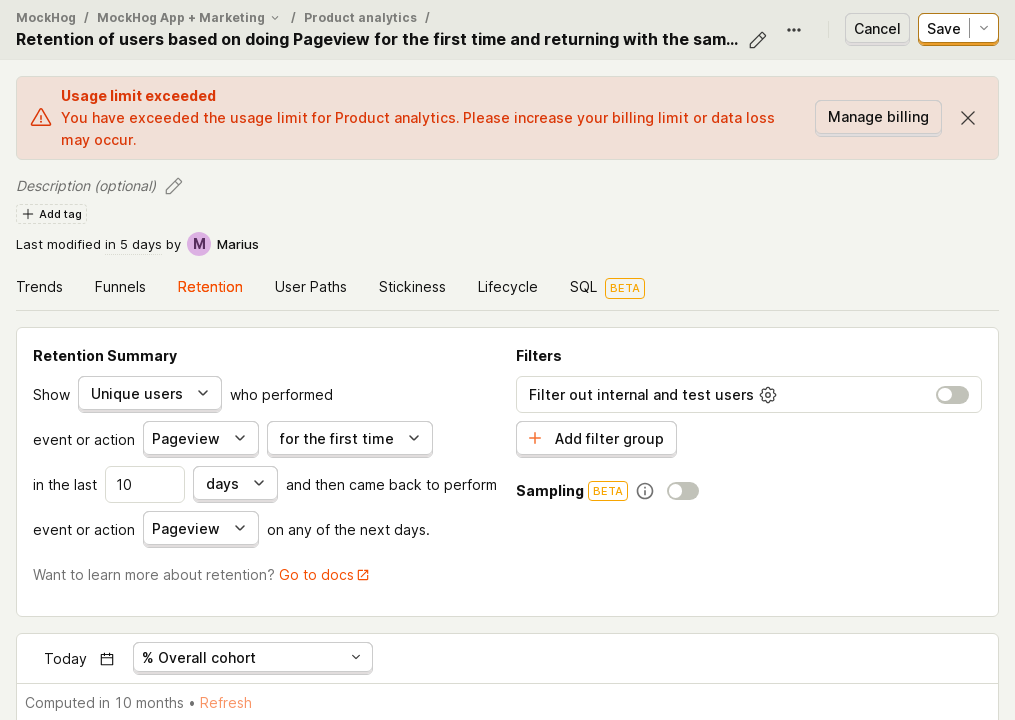 MockHog / MockHog App + Marketing / Product analytics /
Retention of users based on doing Pageview for the first time and returning with the sam...
Cancel
Save
Usage limit exceeded
You have exceeded the usage limit for Product analytics. Please increase your billing limit or data loss
may occur.
Manage billing
Description (optional)
Add tag
Last modified in 5 days by M Marius
Trends Funnels Retention User Paths Stickiness Lifecycle SQL BETA
Retention Summary
Show Unique users who performed
event or action Pageview for the first time
in the last 10 days and then came back to perform
event or action Pageview on any of the next days.
Want to learn more about retention? Go to docs
Filters
Filter out internal and test users
Add filter group
Sampling BETA
Today % Overall cohort
Computed in 10 months • Refresh